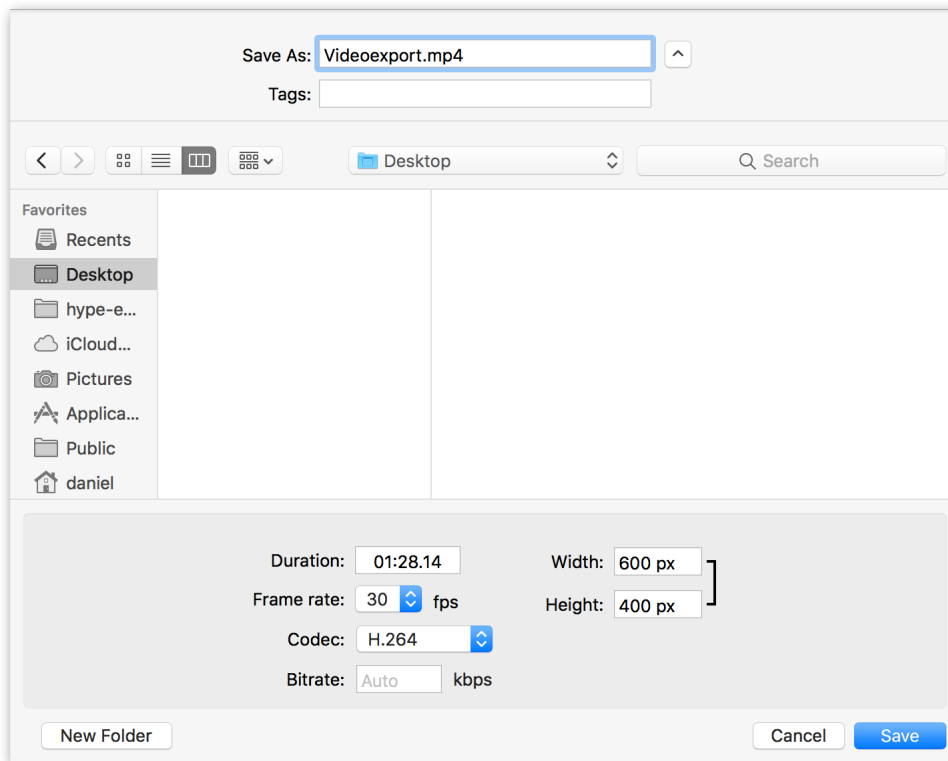 Save As: Videoexport.mp4
Tags:
Desktop
Search
Favorites
Recents
Desktop
hype-e...
iCloud...
Pictures
Applica...
Public
daniel
Duration: 01:28.14
Width: 600 px
Frame rate: 30 fps
Height: 400 px
Codec: H.264
Bitrate: Auto kbps
New Folder
Cancel
Save